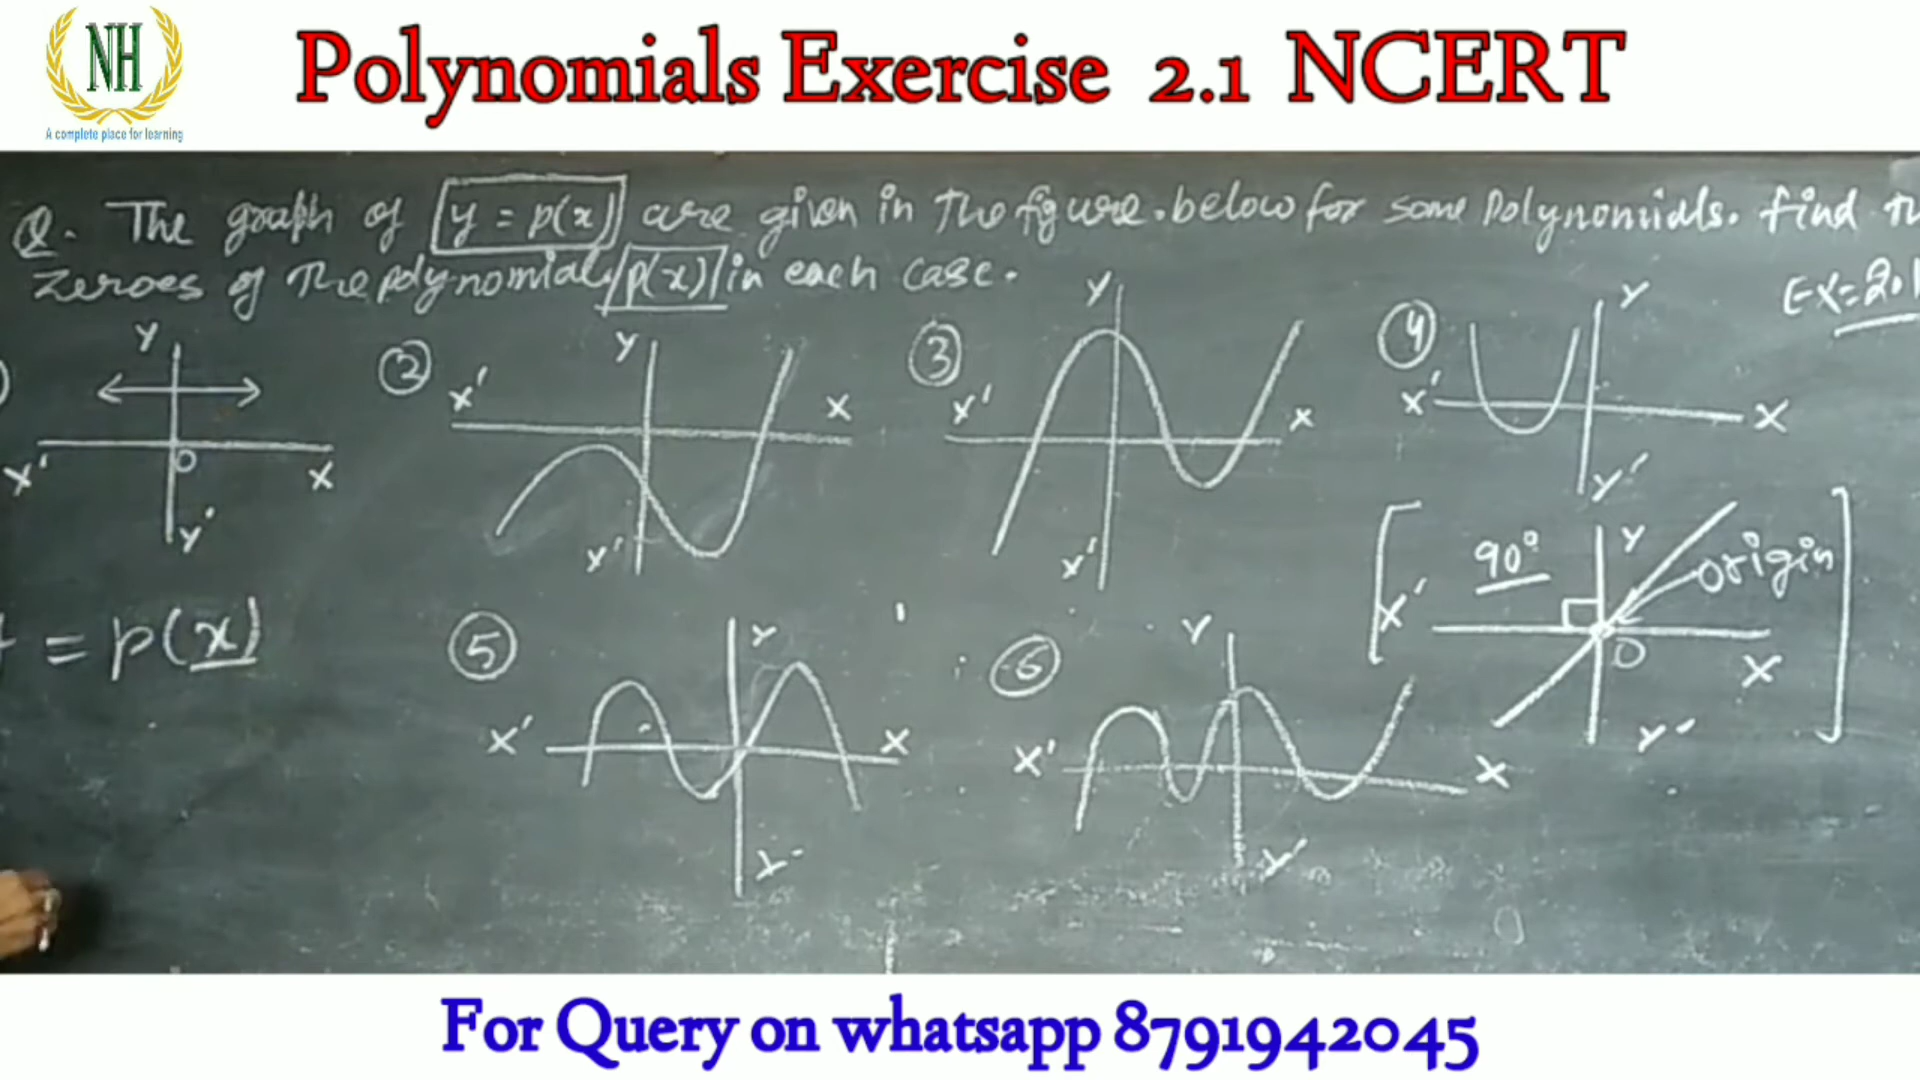 NH
A complete place for learning
Polynomials Exercise 2.1 NCERT
Q. The graph of y = p(x) are given in the figure. below for some Polynomials. find
Zeroes of the polynomial p(x) in each case.
EX=2.1
Y
X'
O
X
Y'
②
Y
X'
X
X'
③
Y
X'
X
X'
④
Y
X'
X
Y'
= p(x)
90°
Y
origin
X'
O
X
Y'
⑤
Y
X'
X
Y'
⑥
Y
X'
X
Y'
For Query on whatsapp 8791942045